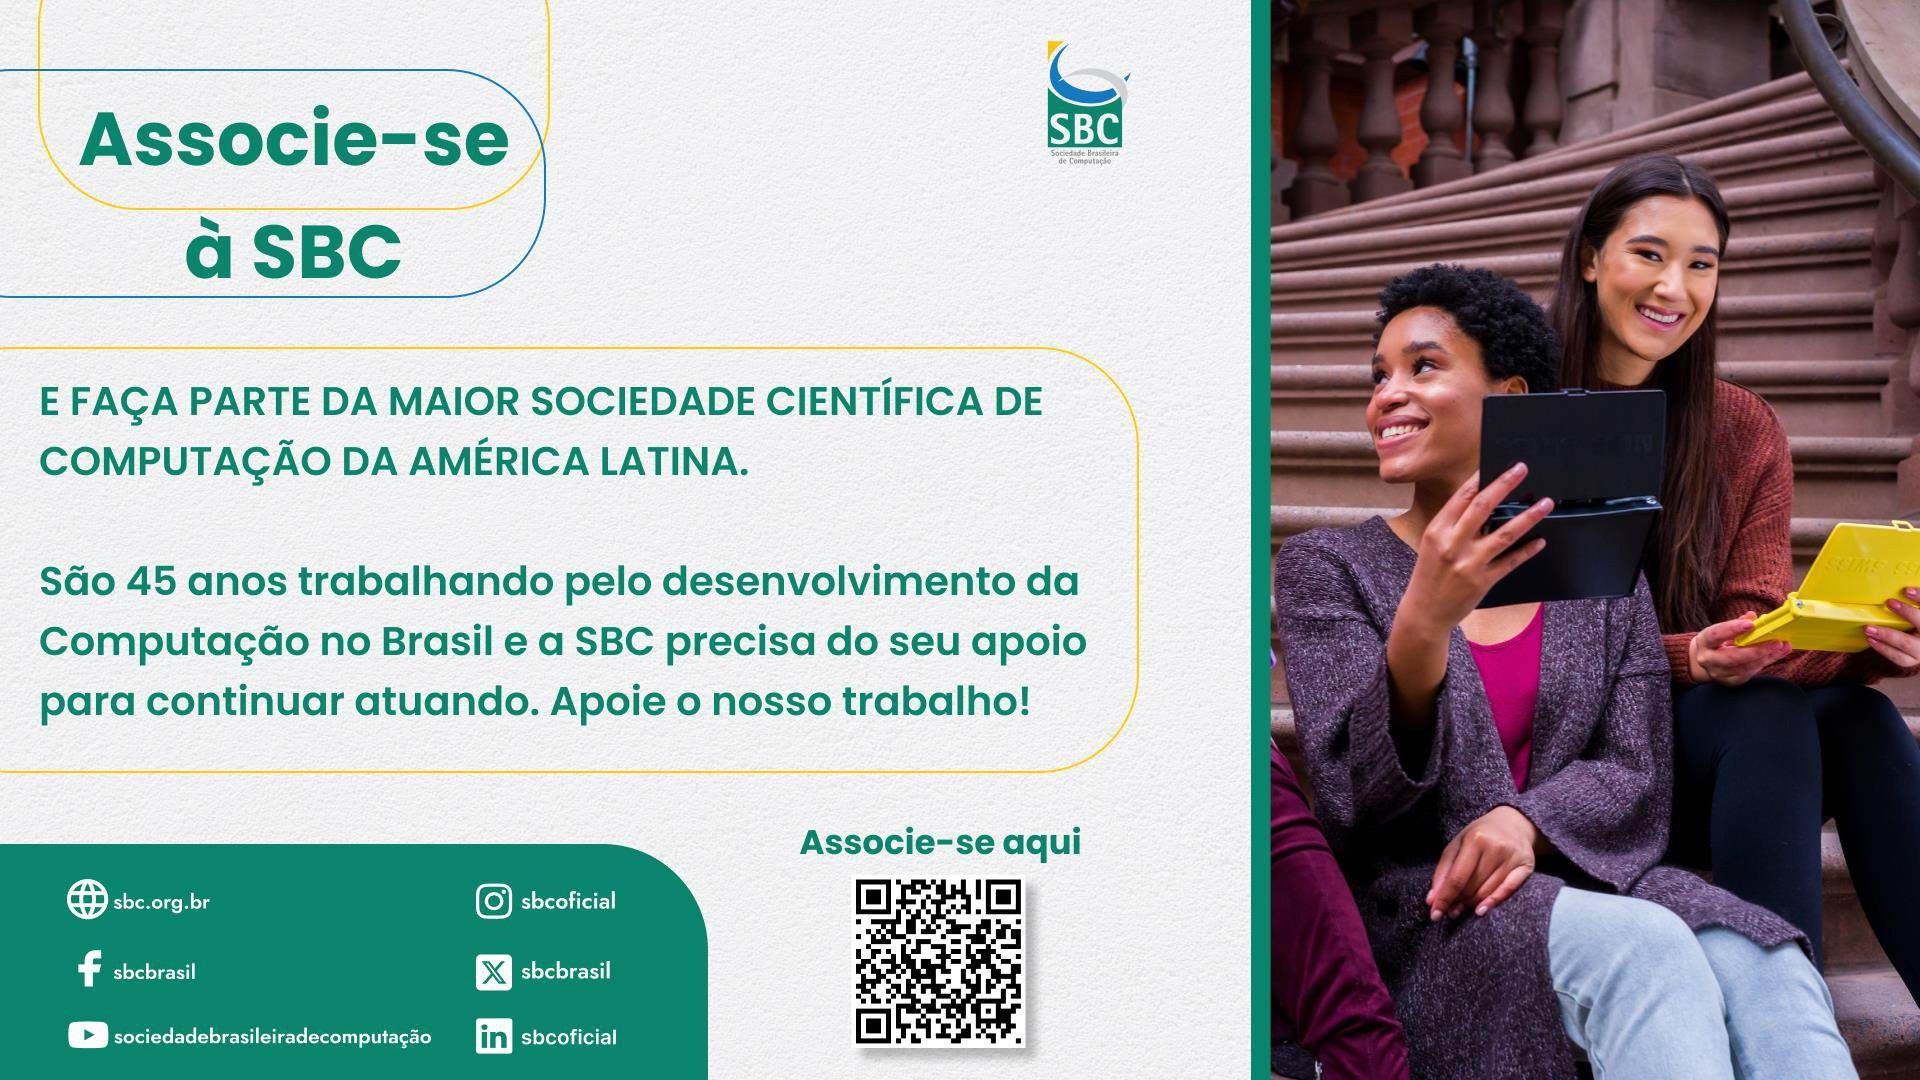 Associe-se
à SBC
SBC
Sociedade Brasileira
de Computação
E FAÇA PARTE DA MAIOR SOCIEDADE CIENTÍFICA DE
COMPUTAÇÃO DA AMÉRICA LATINA.
São 45 anos trabalhando pelo desenvolvimento da
Computação no Brasil e a SBC precisa do seu apoio
para continuar atuando. Apoie o nosso trabalho!
Associe-se aqui
sbc.org.br
sbcbrasil
sociedadebrasileiradecomputação
sbcoficial
sbcbrasil
sbcoficial